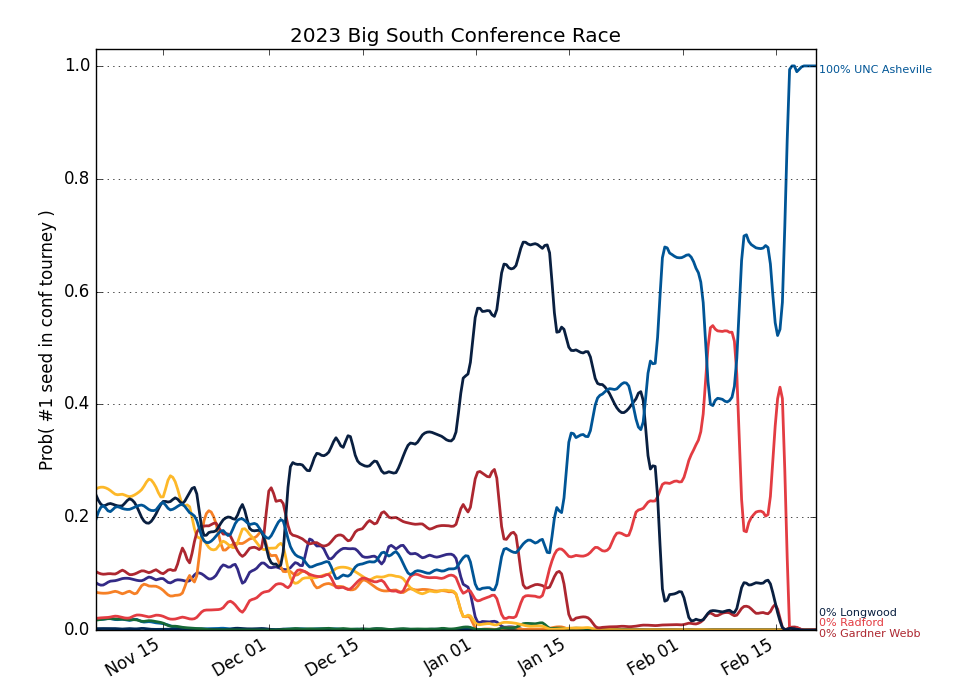 2023 Big South Conference Race
1.0
0.8
0.6
0.4
0.2
0.0
Prob( #1 seed in conf tourney )
100% UNC Asheville
0% Longwood
0% Radford
0% Gardner Webb
Nov 15
Dec 01
Dec 15
Jan 01
Jan 15
Feb 01
Feb 15